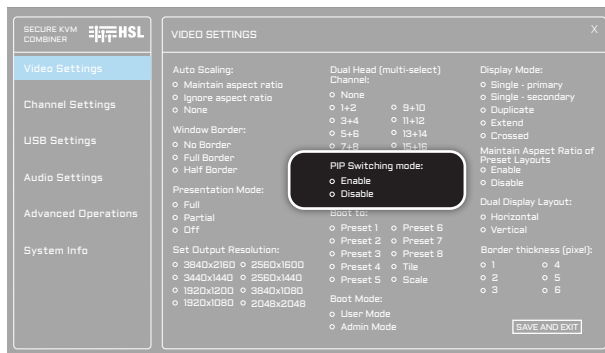 SECURE KVM
COMBINER
HSL
VIDEO SETTINGS
X
Video Settings
Channel Settings
USB Settings
Audio Settings
Advanced Operations
System Info
Auto Scaling:
Maintain aspect ratio
Ignore aspect ratio
None
Window Border:
No Border
Full Border
Half Border
Presentation Mode:
Full
Partial
Off
Set Output Resolution:
3840x2160 2560x1600
3440x1440 2560x1440
1920x1200 3840x1080
1920x1080 2048x2048
Dual Head (multi-select)
Channel:
None
1+2 9+10
3+4 11+12
5+6 13+14
7+8 15+16
PIP Switching mode:
Enable
Disable
Boot to:
Preset 1 Preset 6
Preset 2 Preset 7
Preset 3 Preset 8
Preset 4 Tile
Preset 5 Scale
Boot Mode:
User Mode
Admin Mode
Display Mode:
Single - primary
Single - secondary
Duplicate
Extend
Crossed
Maintain Aspect Ratio of
Preset Layouts
Enable
Disable
Dual Display Layout:
Horizontal
Vertical
Border thickness (pixel):
1 4
2 5
3 6
SAVE AND EXIT